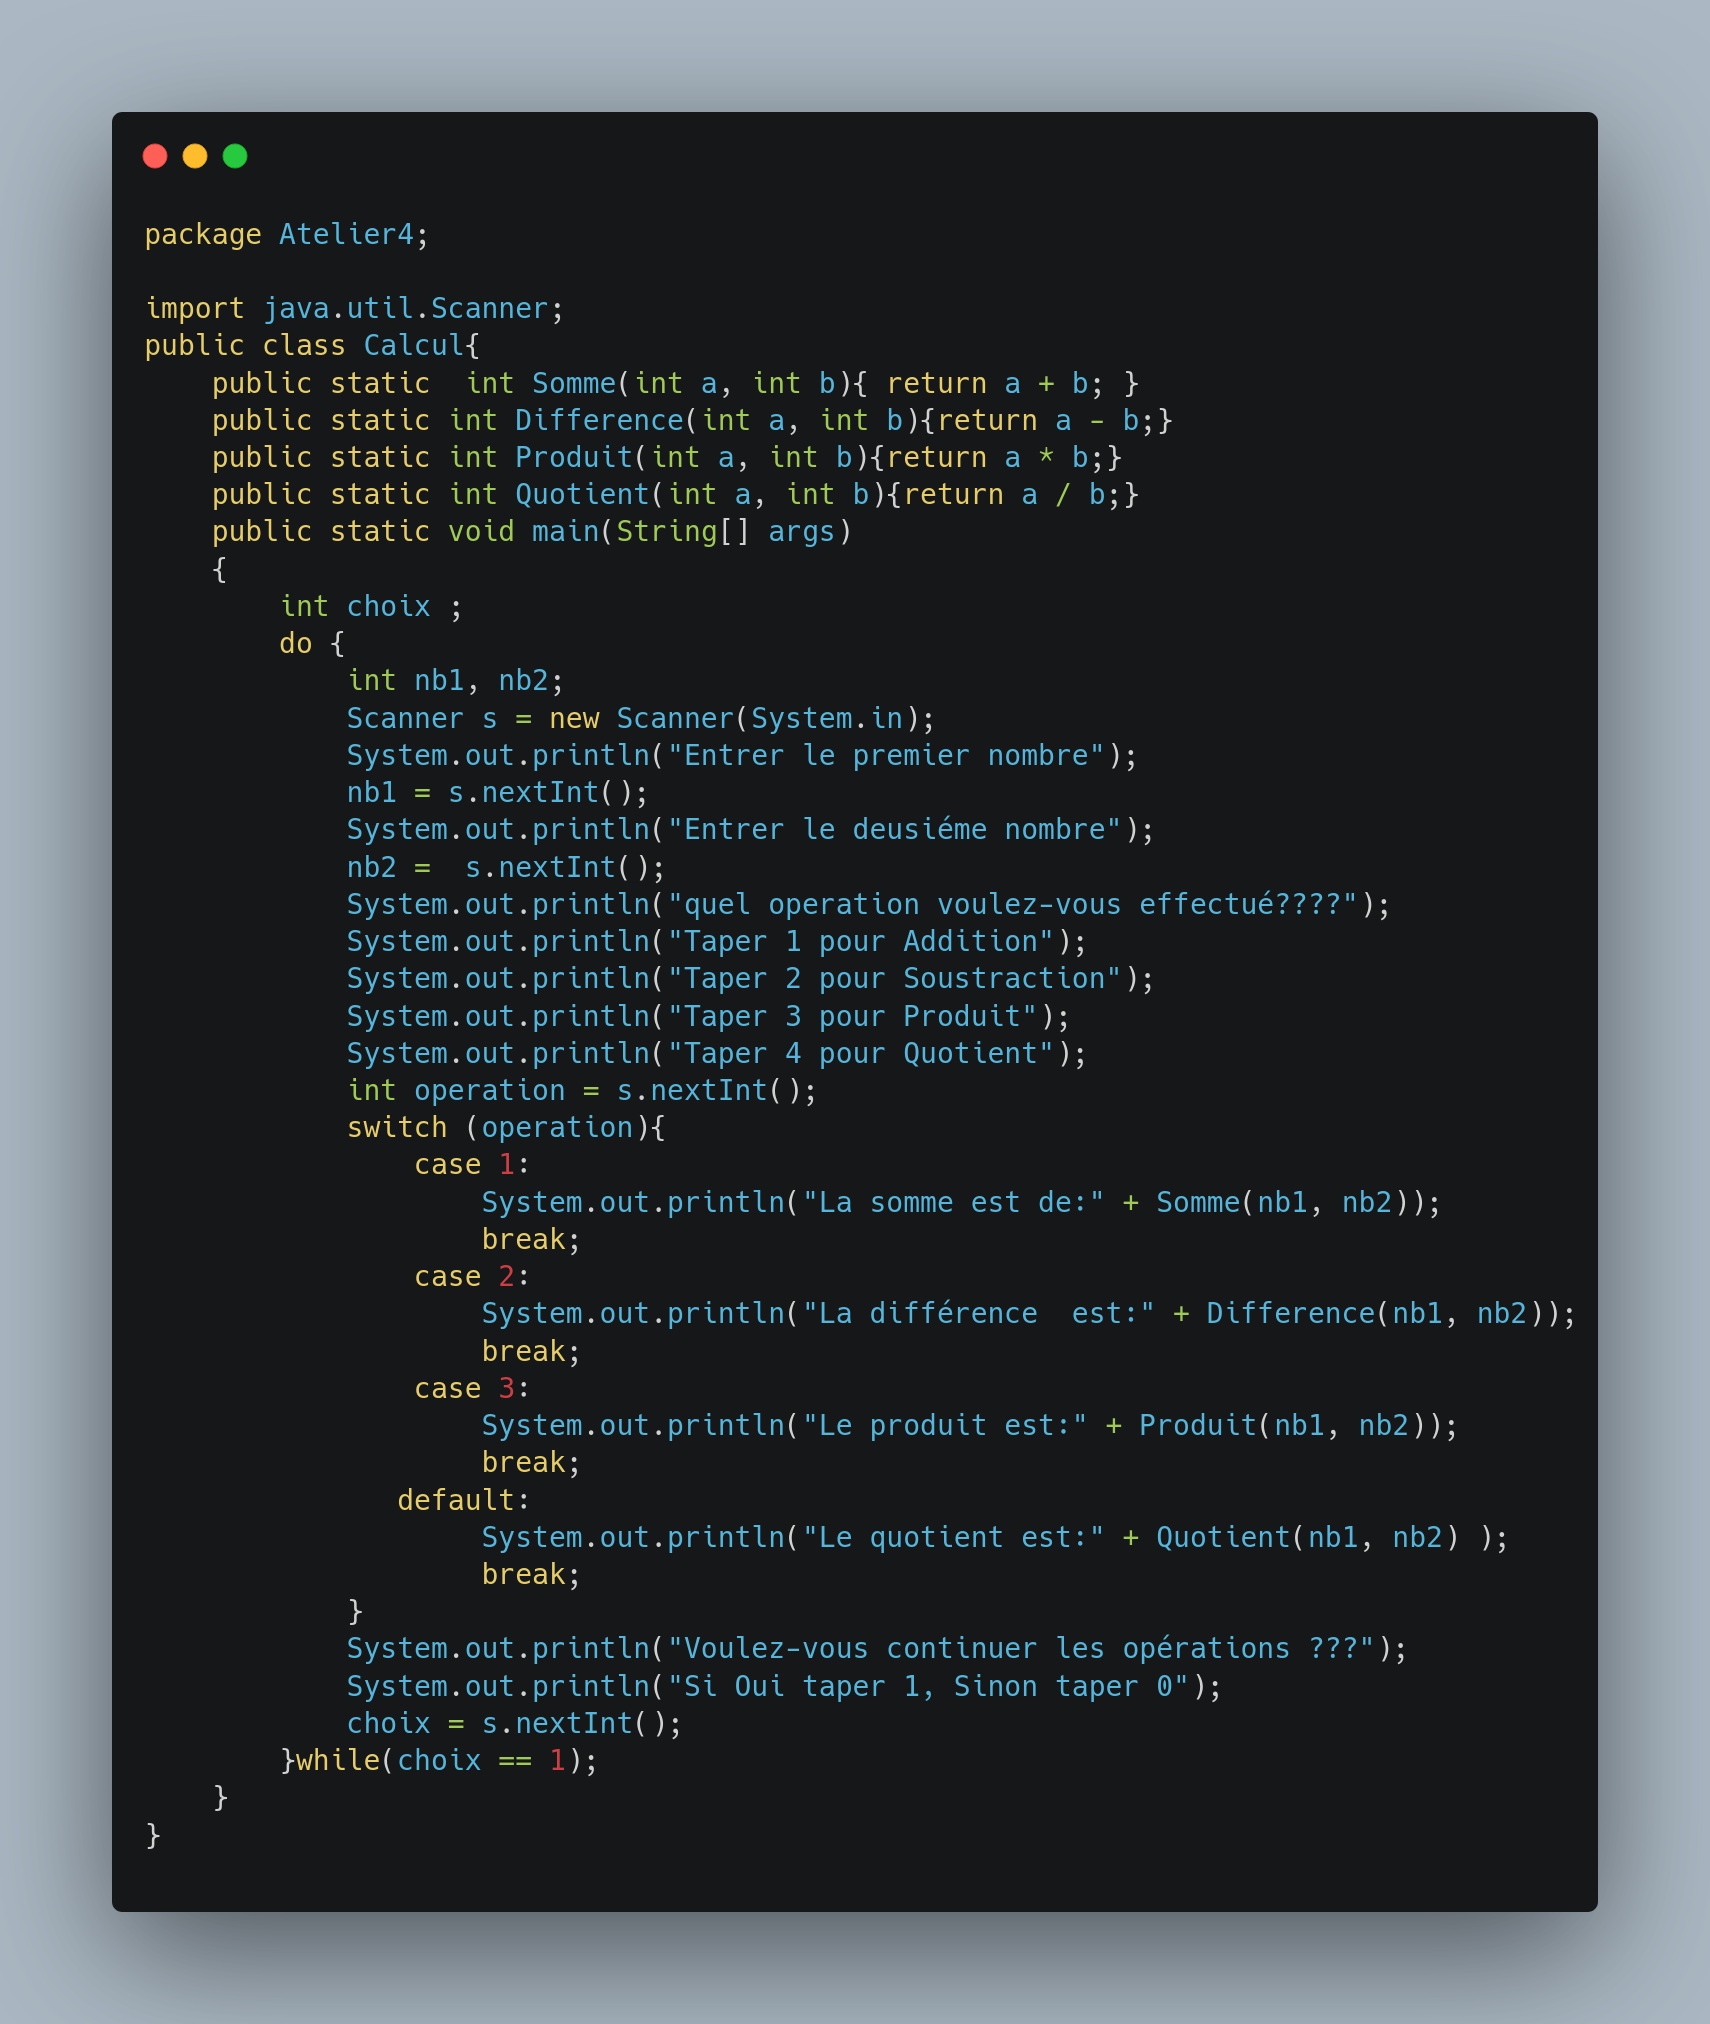 package Atelier4;

import java.util.Scanner;
public class Calcul{
    public static  int Somme(int a, int b){ return a + b; }
    public static int Difference(int a, int b){return a - b;}
    public static int Produit(int a, int b){return a * b;}
    public static int Quotient(int a, int b){return a / b;}
    public static void main(String[] args)
    {
        int choix ;
        do {
            int nb1, nb2;
            Scanner s = new Scanner(System.in);
            System.out.println("Entrer le premier nombre");
            nb1 = s.nextInt();
            System.out.println("Entrer le deusiéme nombre");
            nb2 =  s.nextInt();
            System.out.println("quel operation voulez-vous effectué????");
            System.out.println("Taper 1 pour Addition");
            System.out.println("Taper 2 pour Soustraction");
            System.out.println("Taper 3 pour Produit");
            System.out.println("Taper 4 pour Quotient");
            int operation = s.nextInt();
            switch (operation){
                case 1:
                    System.out.println("La somme est de:" + Somme(nb1, nb2));
                    break;
                case 2:
                    System.out.println("La différence  est:" + Difference(nb1, nb2));
                    break;
                case 3:
                    System.out.println("Le produit est:" + Produit(nb1, nb2));
                    break;
               default:
                    System.out.println("Le quotient est:" + Quotient(nb1, nb2) );
                    break;
            }
            System.out.println("Voulez-vous continuer les opérations ???");
            System.out.println("Si Oui taper 1, Sinon taper 0");
            choix = s.nextInt();
        }while(choix == 1);
    }
}